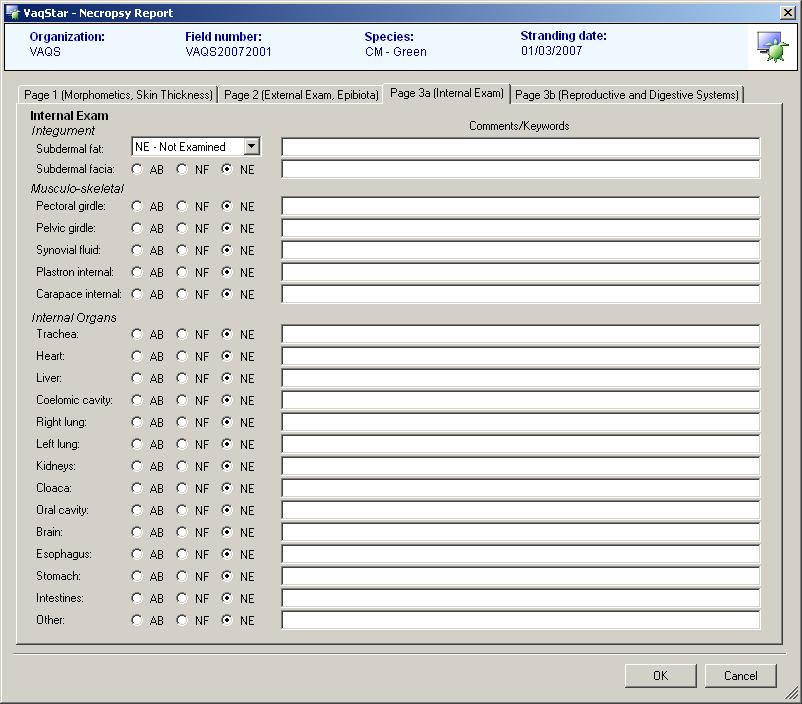 VaqStar - Necropsy Report
Organization: Field number: Species: Stranding date:
VAQS VAQS20072001 CM - Green 01/03/2007
Page 1 (Morphometics, Skin Thickness) Page 2 (External Exam, Epibiota) Page 3a (Internal Exam) Page 3b (Reproductive and Digestive Systems)
Internal Exam
Integument Comments/Keywords
Subdermal fat: NE - Not Examined
Subdermal facia: AB NF NE
Musculo-skeletal
Pectoral girdle: AB NF NE
Pelvic girdle: AB NF NE
Synovial fluid: AB NF NE
Plastron internal: AB NF NE
Carapace internal: AB NF NE
Internal Organs
Trachea: AB NF NE
Heart: AB NF NE
Liver: AB NF NE
Coelomic cavity: AB NF NE
Right lung: AB NF NE
Left lung: AB NF NE
Kidneys: AB NF NE
Cloaca: AB NF NE
Oral cavity: AB NF NE
Brain: AB NF NE
Esophagus: AB NF NE
Stomach: AB NF NE
Intestines: AB NF NE
Other: AB NF NE
OK Cancel